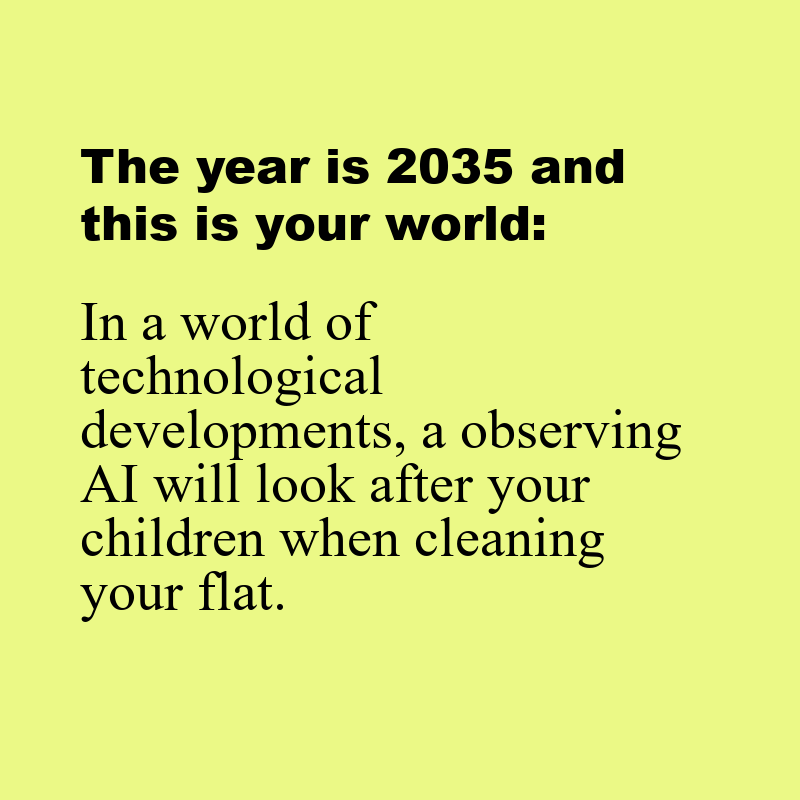 The year is 2035 and
this is your world:
In a world of
technological
developments, a observing
AI will look after your
children when cleaning
your flat.